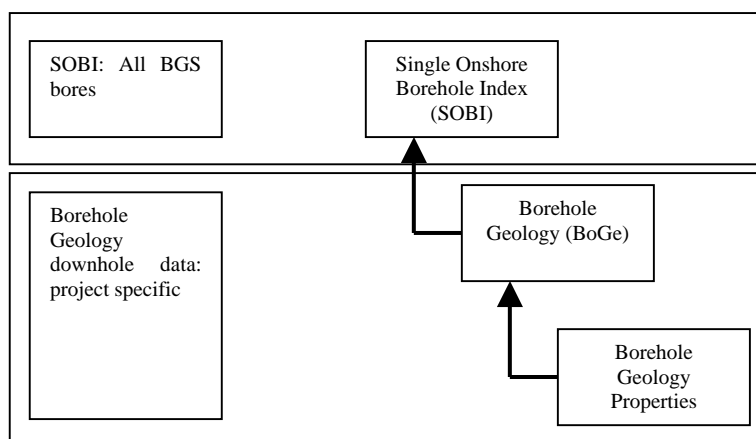 SOBI: All BGS
bores
Single Onshore
Borehole Index
(SOBI)
Borehole
Geology
downhole data:
project specific
Borehole
Geology (BoGe)
Borehole
Geology
Properties